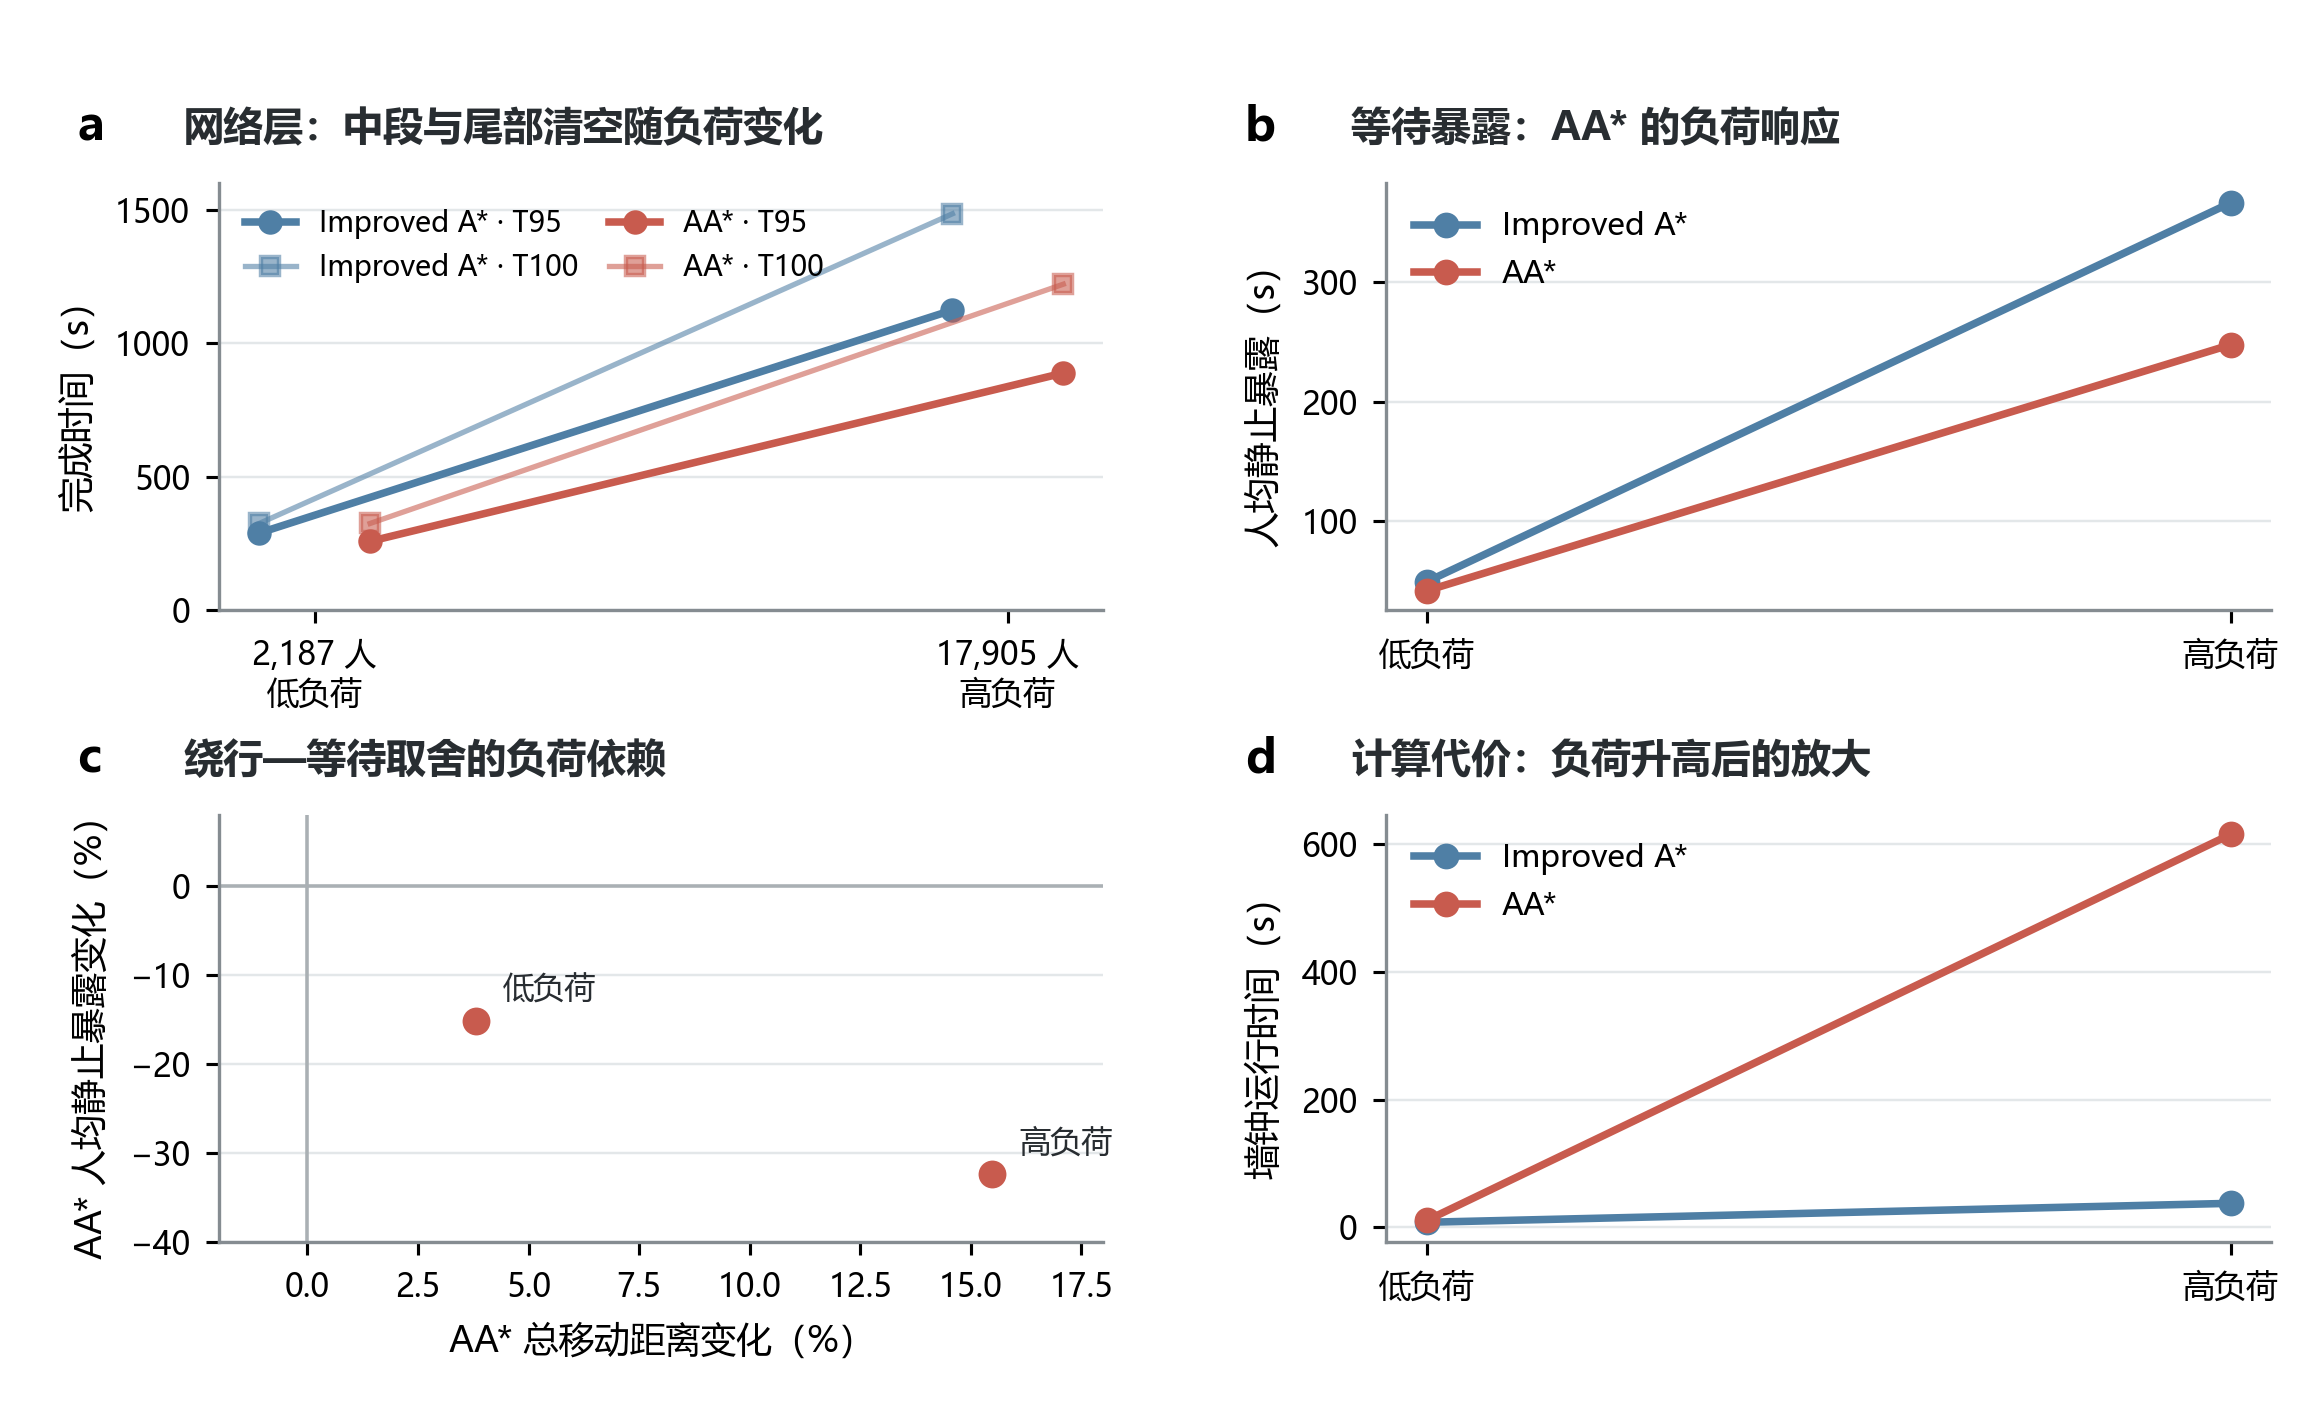 a 网络层：中段与尾部清空随负荷变化
完成时间（s）
1500
1000
500
0
Improved A* · T95
Improved A* · T100
AA* · T95
AA* · T100
2,187 人
低负荷
17,905 人
高负荷
b 等待暴露：AA* 的负荷响应
人均静止暴露（s）
300
200
100
Improved A*
AA*
低负荷
高负荷
c 绕行—等待取舍的负荷依赖
AA* 人均静止暴露变化（%）
0
−10
−20
−30
−40
低负荷
高负荷
0.0 2.5 5.0 7.5 10.0 12.5 15.0 17.5
AA* 总移动距离变化（%）
d 计算代价：负荷升高后的放大
墙钟运行时间（s）
600
400
200
0
Improved A*
AA*
低负荷
高负荷